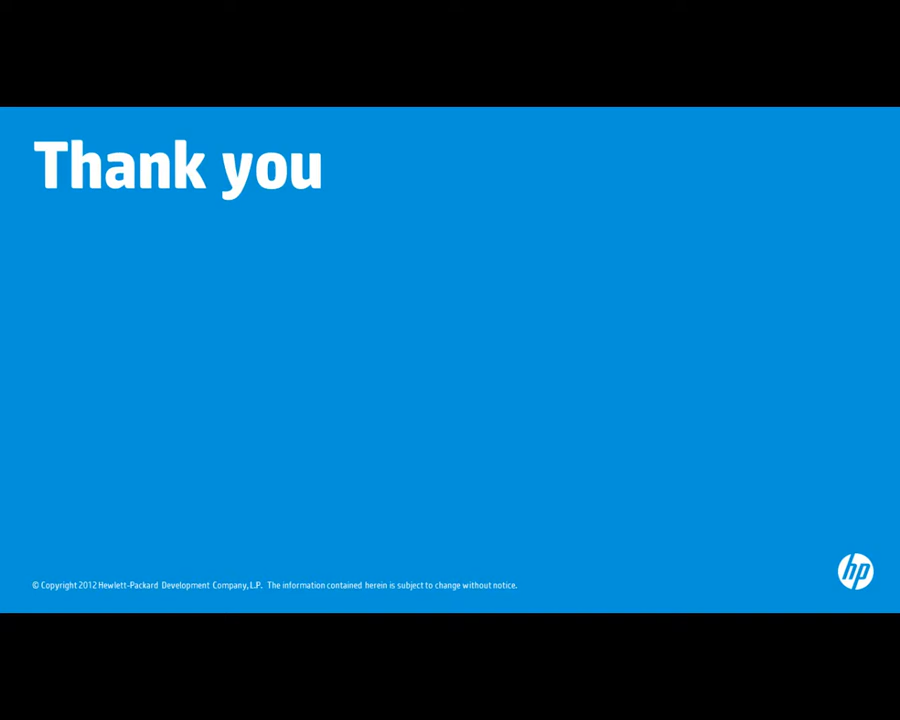 Thank you
© Copyright 2012 Hewlett-Packard Development Company, L.P. The information contained herein is subject to change without notice.
hp